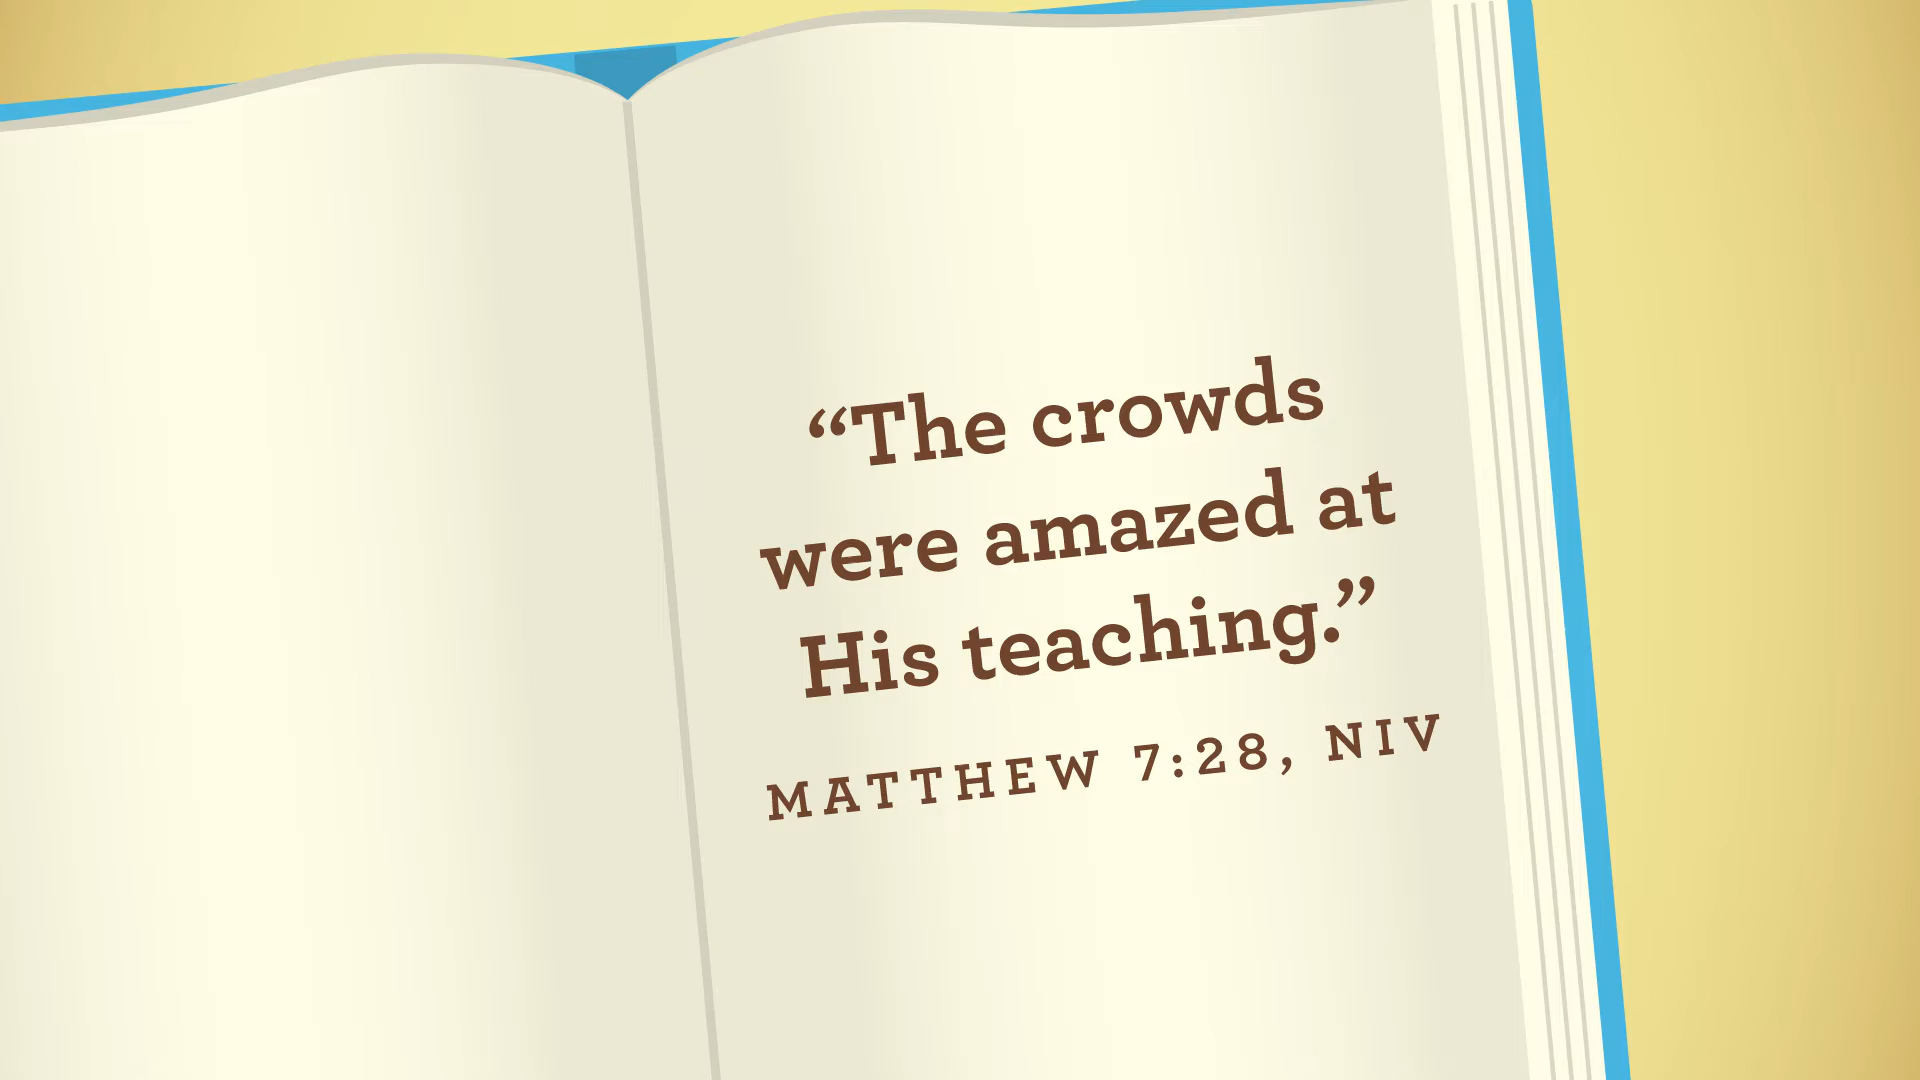 “The crowds
were amazed at
His teaching.”
MATTHEW 7:28, NIV